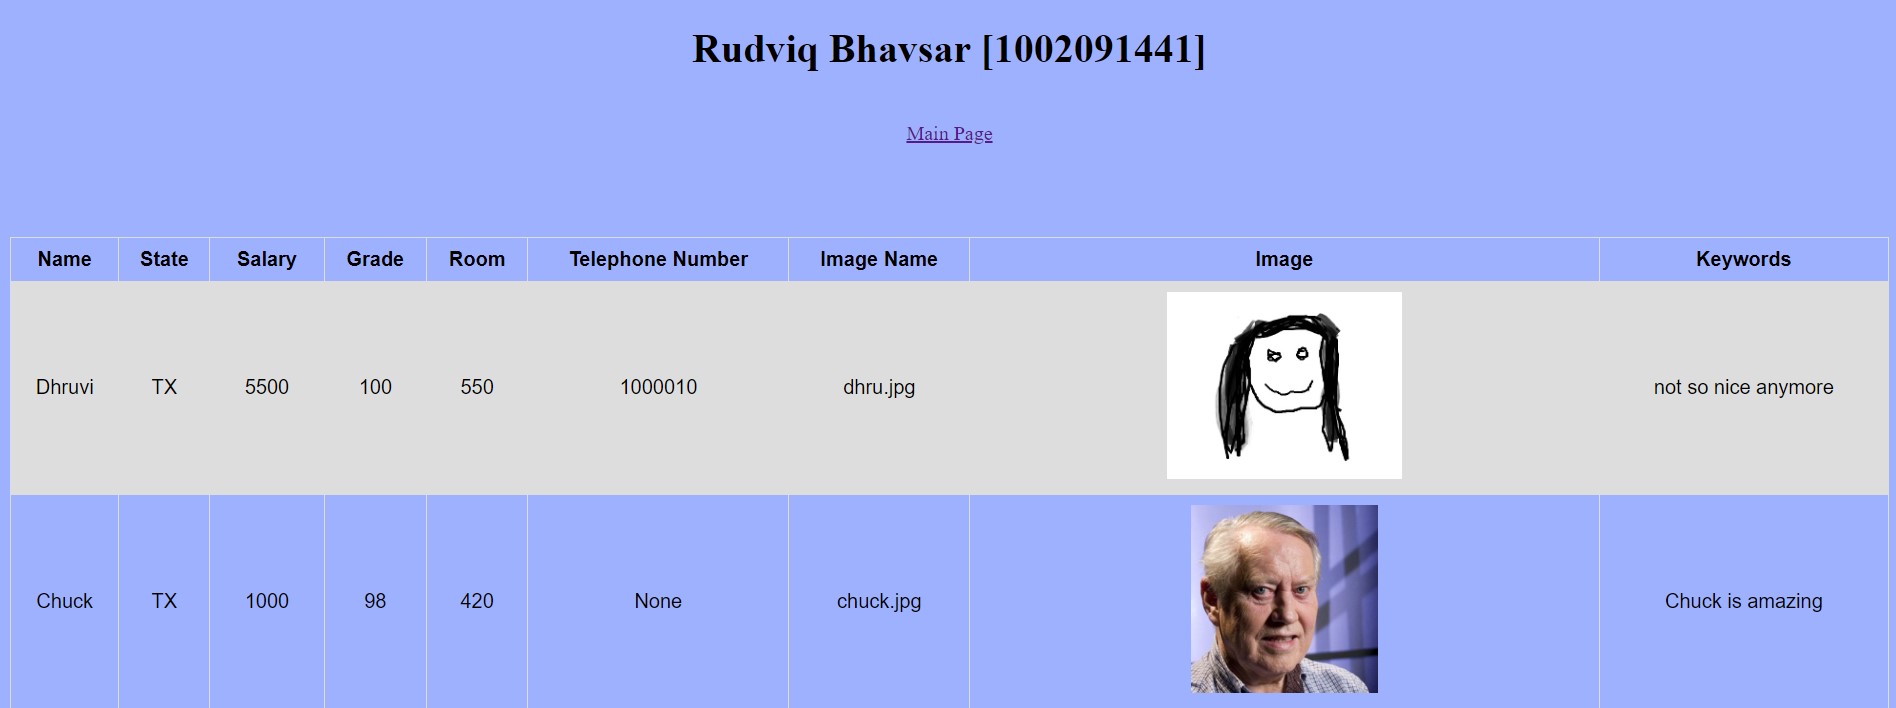 Rudviq Bhavsar [1002091441]
Main Page
Name State Salary Grade Room Telephone Number Image Name Image Keywords
Dhruvi TX 5500 100 550 1000010 dhru.jpg not so nice anymore
Chuck TX 1000 98 420 None chuck.jpg Chuck is amazing